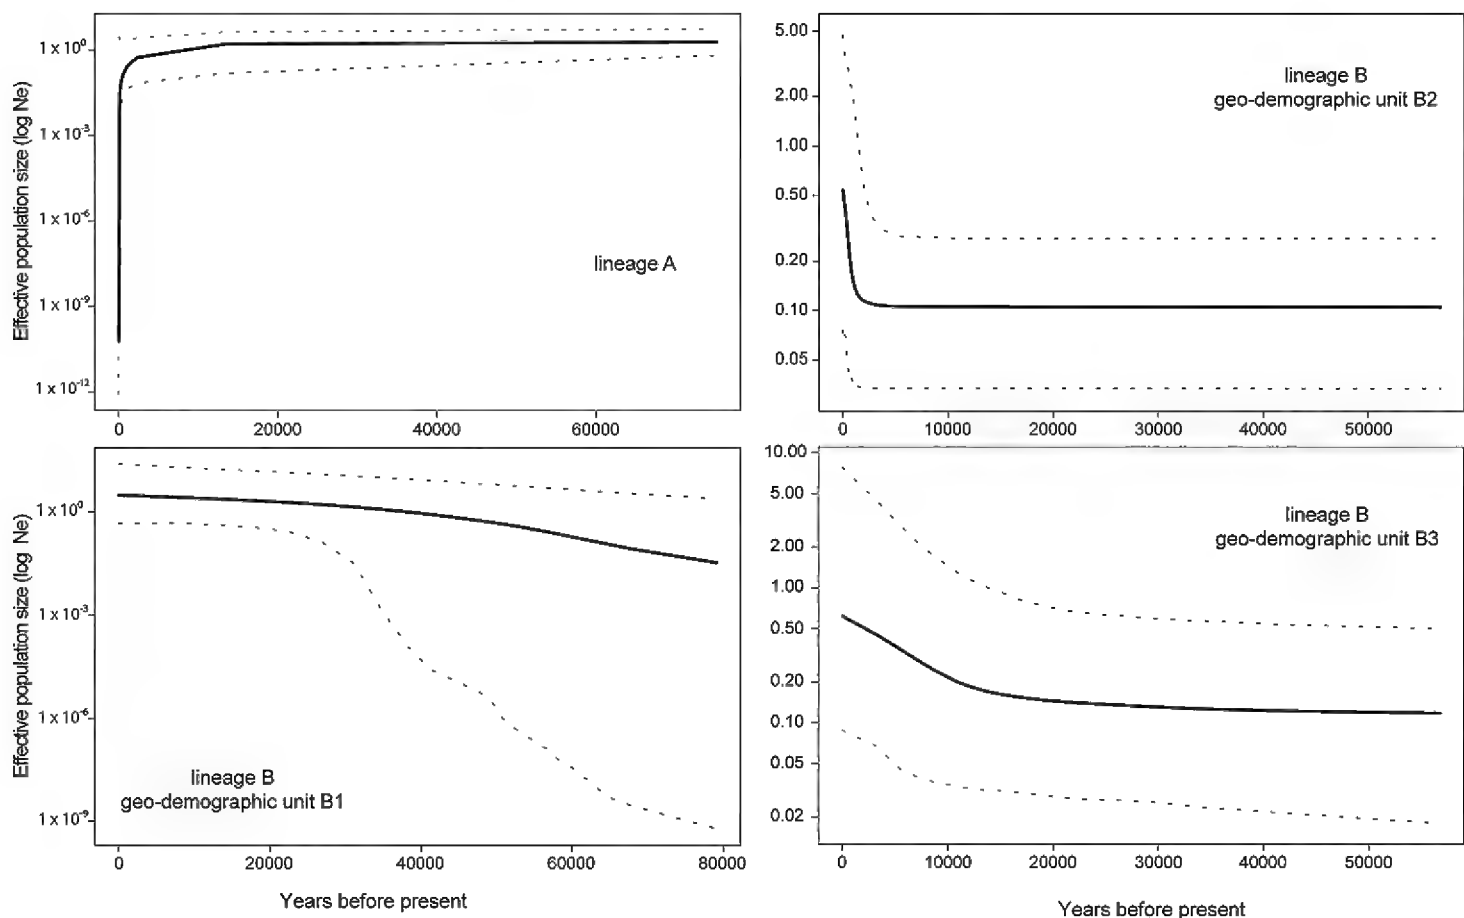 Effective population size (log Ne)
1 x 10⁰
1 x 10⁻³
1 x 10⁻⁶
1 x 10⁻⁹
1 x 10⁻¹²
lineage A
0 20000 40000 60000
5.00
2.00
1.00
0.50
0.20
0.10
0.05
lineage B
geo-demographic unit B2
0 10000 20000 30000 40000 50000
Effective population size (log Ne)
1 x 10⁰
1 x 10⁻³
1 x 10⁻⁶
1 x 10⁻⁹
lineage B
geo-demographic unit B1
0 20000 40000 60000 80000
Years before present
10.00
5.00
2.00
1.00
0.50
0.20
0.10
0.05
0.02
lineage B
geo-demographic unit B3
0 10000 20000 30000 40000 50000
Years before present